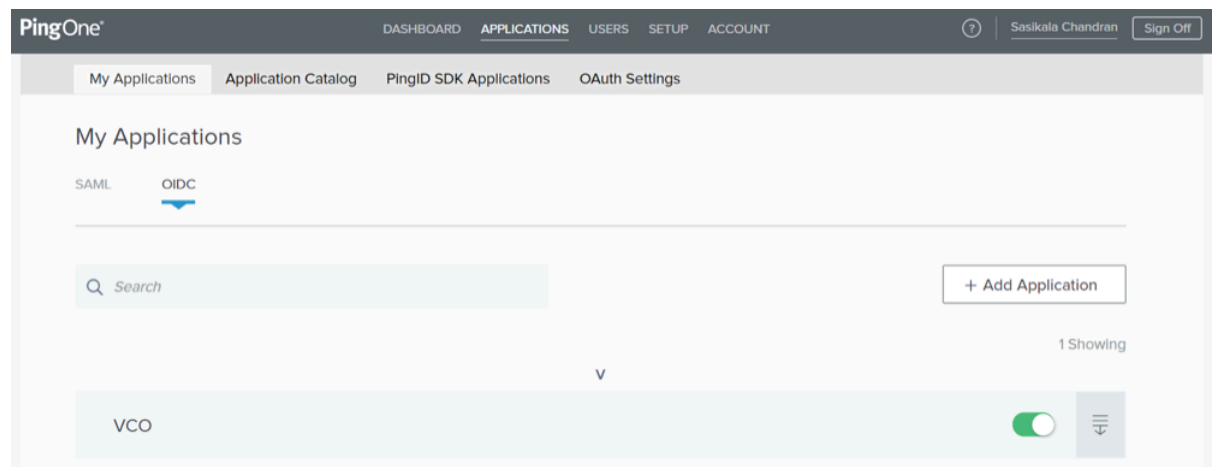 PingOne® DASHBOARD APPLICATIONS USERS SETUP ACCOUNT ? Sasikala Chandran Sign Off
My Applications Application Catalog PingID SDK Applications OAuth Settings
My Applications
SAML OIDC
Search + Add Application
1 Showing
V
VCO